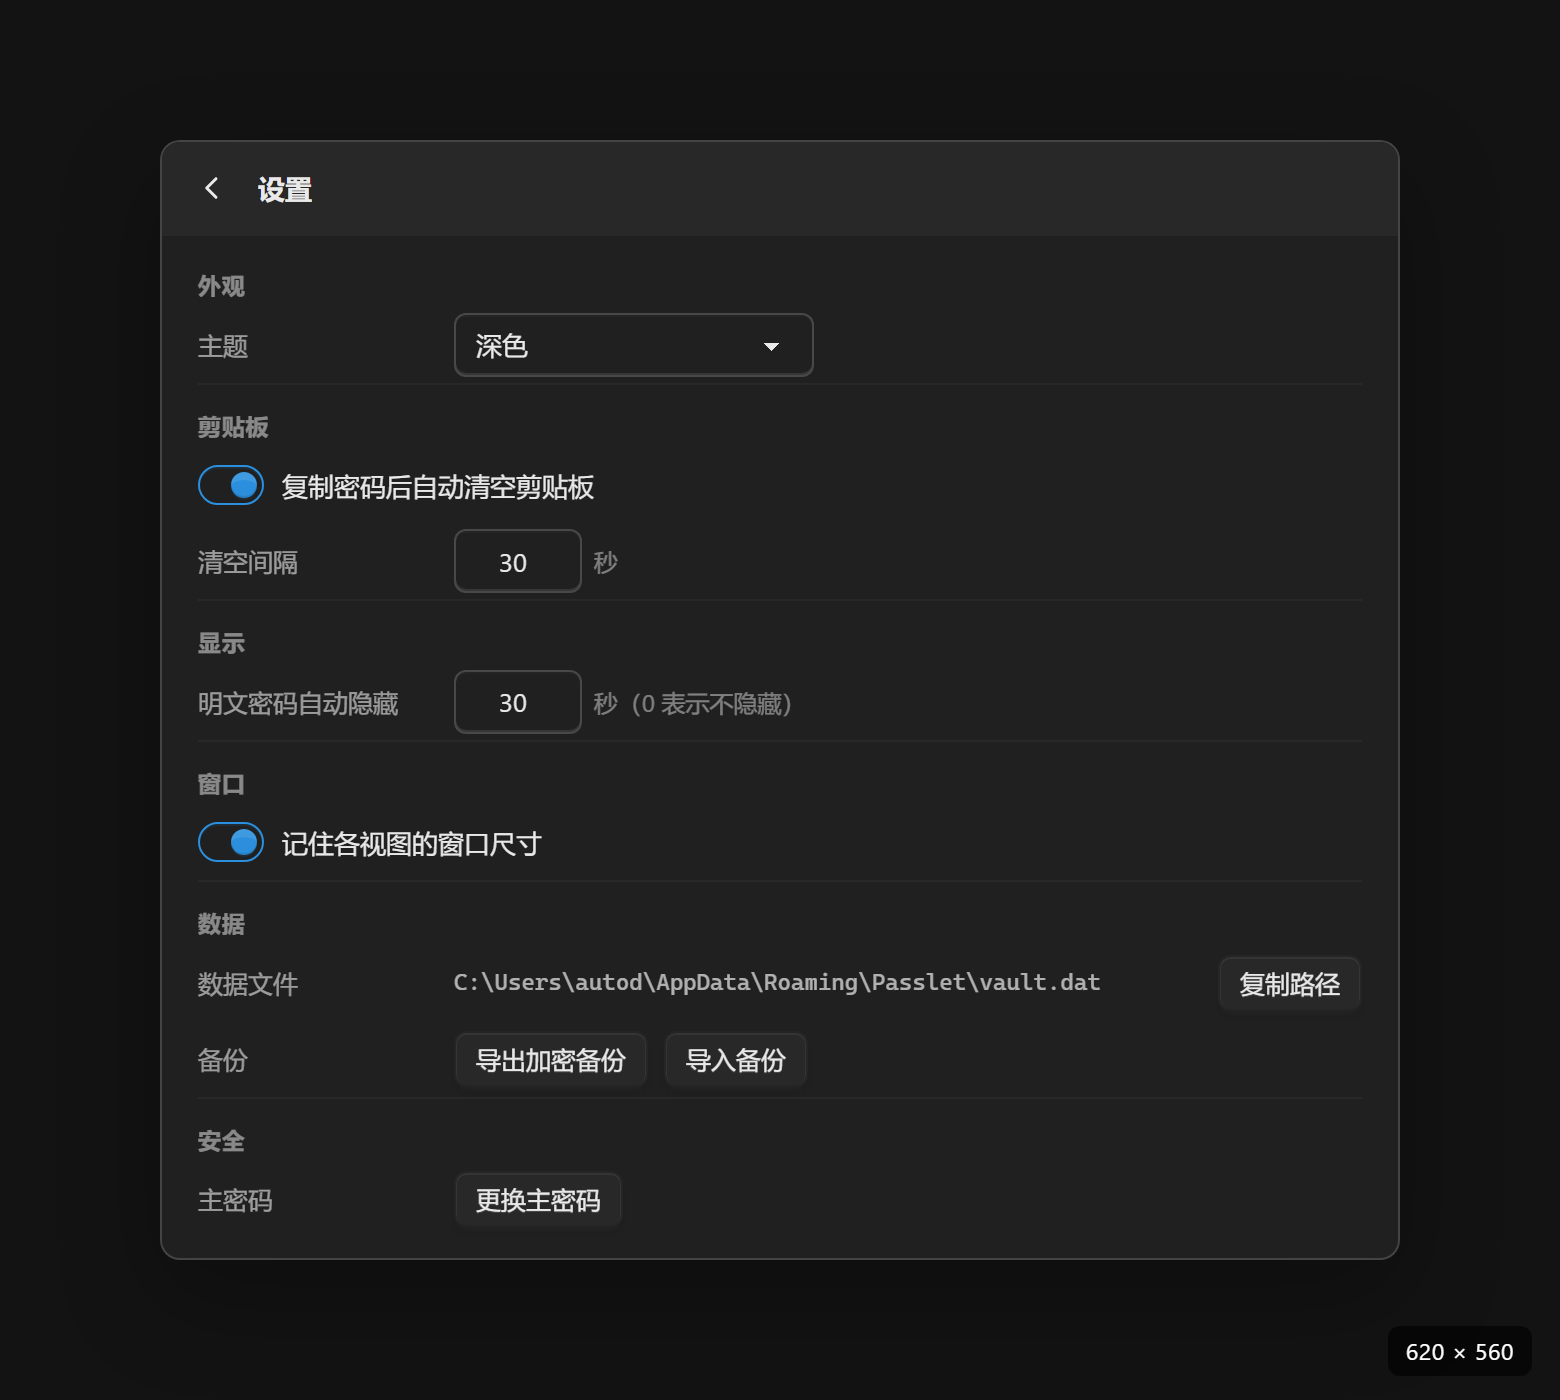 设置
外观
主题 深色
剪贴板
复制密码后自动清空剪贴板
清空间隔 30 秒
显示
明文密码自动隐藏 30 秒（0 表示不隐藏）
窗口
记住各视图的窗口尺寸
数据
数据文件 C:\Users\autod\AppData\Roaming\Passlet\vault.dat 复制路径
备份 导出加密备份 导入备份
安全
主密码 更换主密码
620 × 560